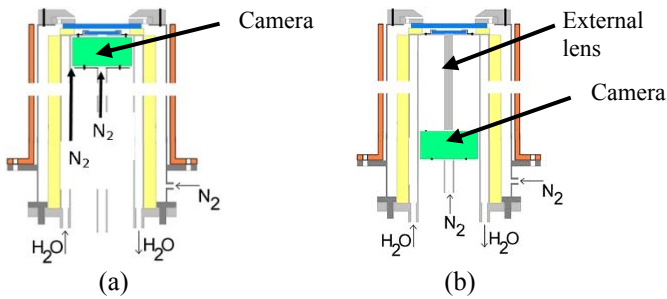 Camera
N₂
N₂
N₂
H₂O
H₂O
(a)
External
lens
Camera
N₂
N₂
H₂O
H₂O
(b)